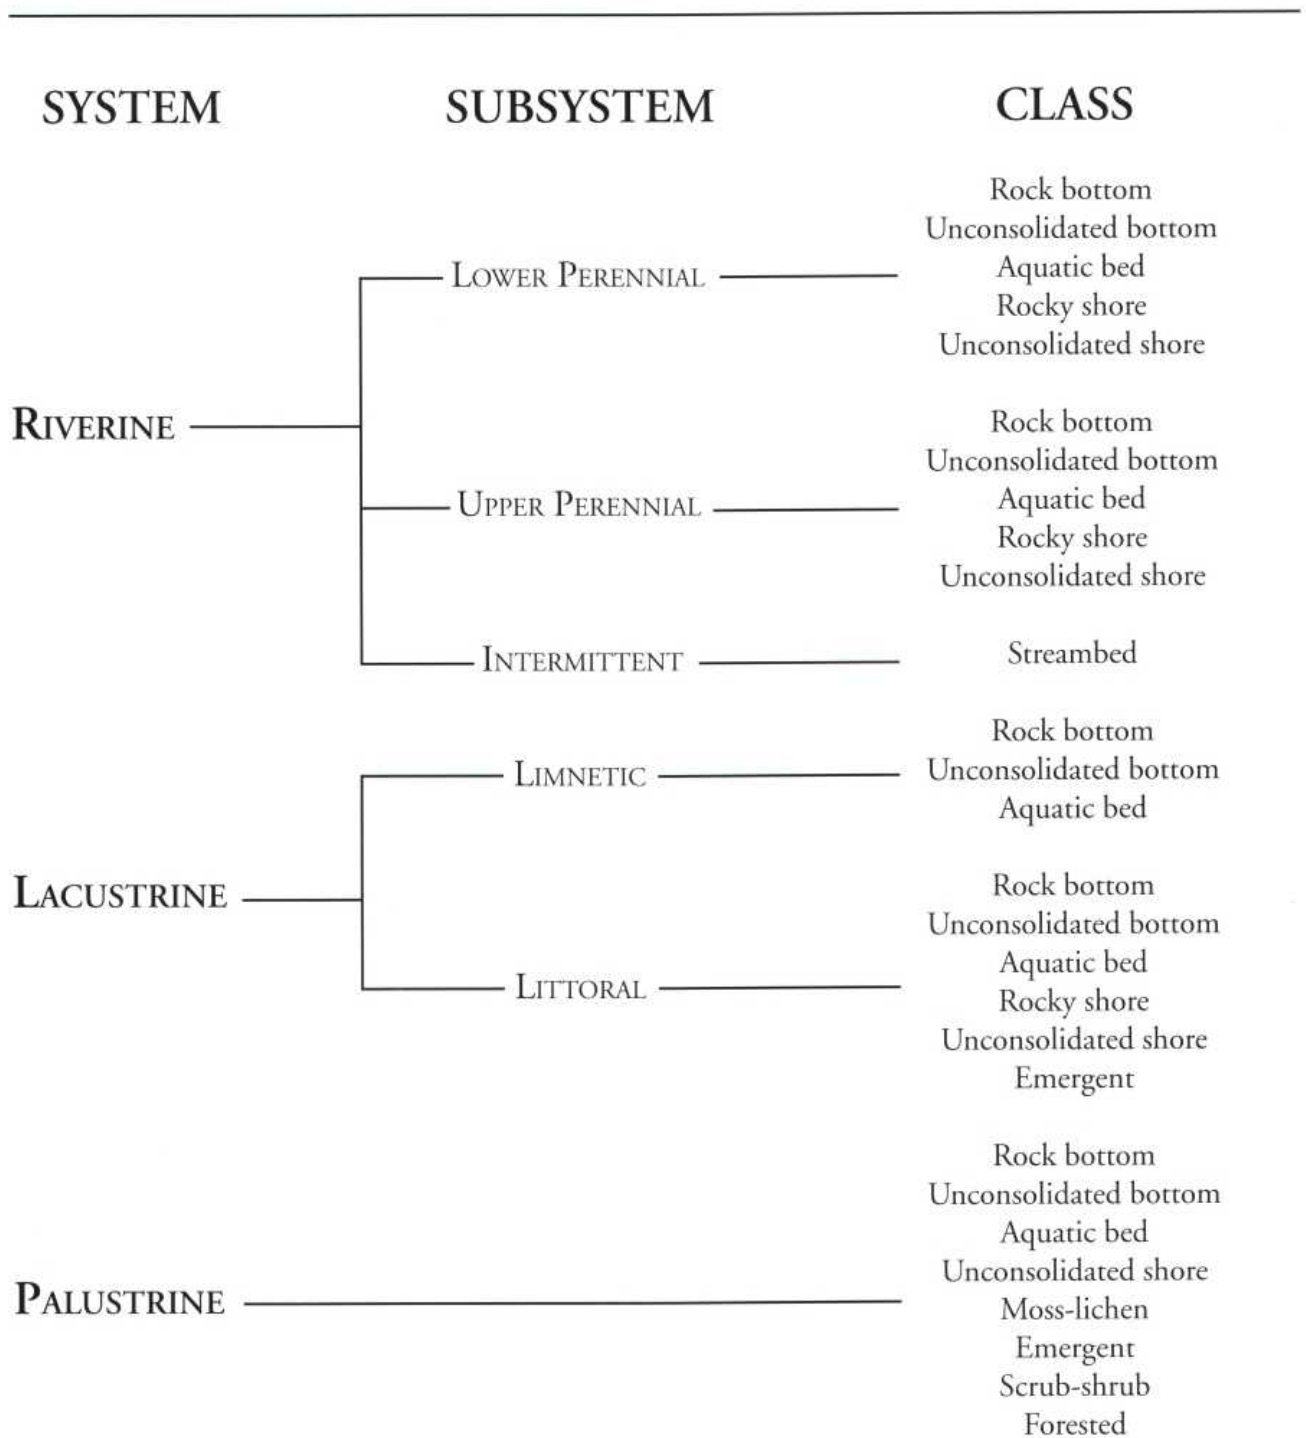 SYSTEM SUBSYSTEM CLASS
Rock bottom
Unconsolidated bottom
LOWER PERENNIAL Aquatic bed
Rocky shore
Unconsolidated shore
RIVERINE Rock bottom
Unconsolidated bottom
UPPER PERENNIAL Aquatic bed
Rocky shore
Unconsolidated shore
INTERMITTENT Streambed
Rock bottom
LIMNETIC Unconsolidated bottom
Aquatic bed
LACUSTRINE Rock bottom
Unconsolidated bottom
Aquatic bed
LITTORAL Rocky shore
Unconsolidated shore
Emergent
Rock bottom
Unconsolidated bottom
Aquatic bed
Unconsolidated shore
PALUSTRINE Moss-lichen
Emergent
Scrub-shrub
Forested